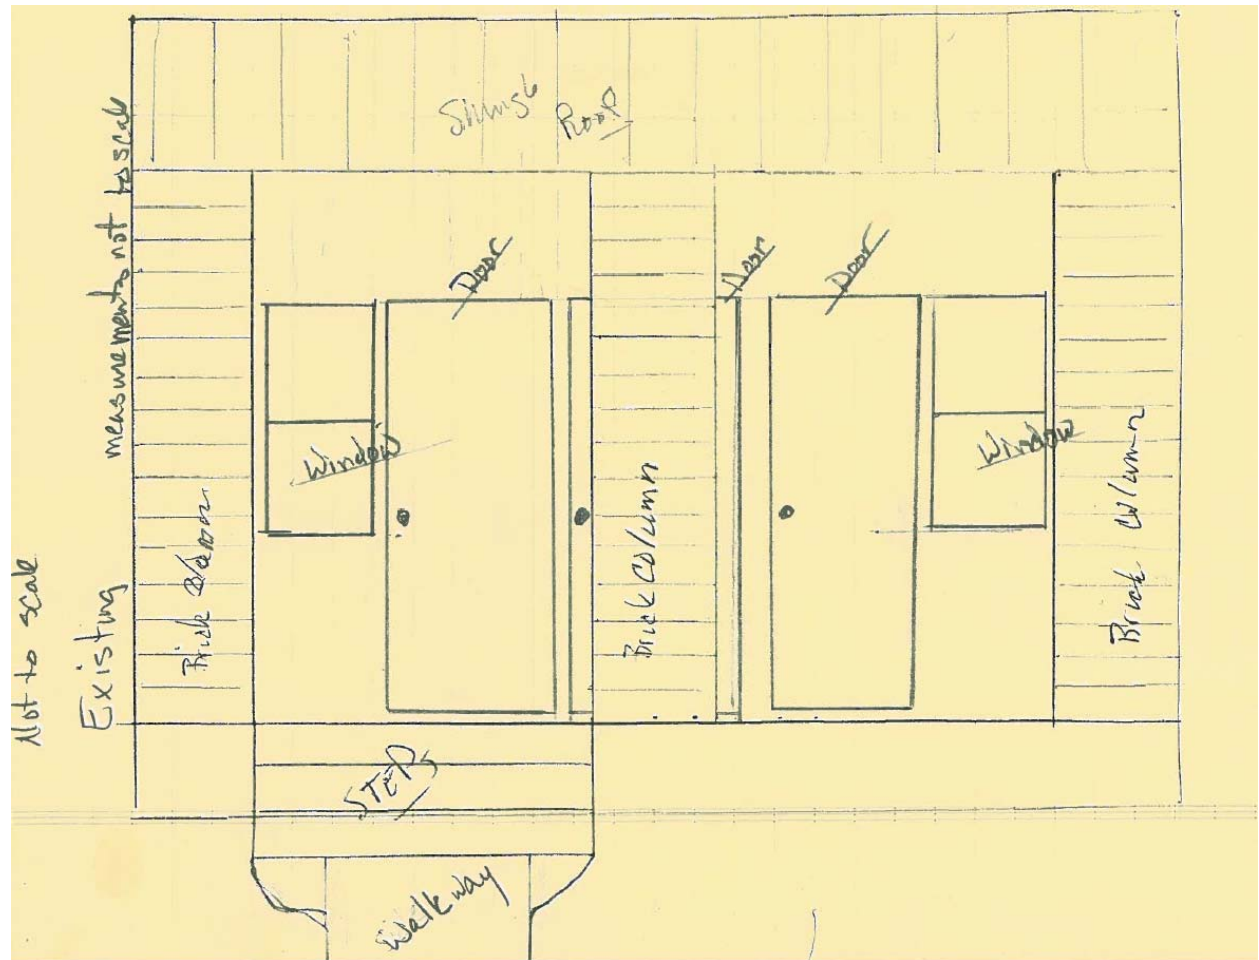 Shingle Roof
measurements not to scale
Not to scale
Existing
Door
Door
Door
Window
Window
Brick
Brick Column
Brick Column
STEPS
Walkway